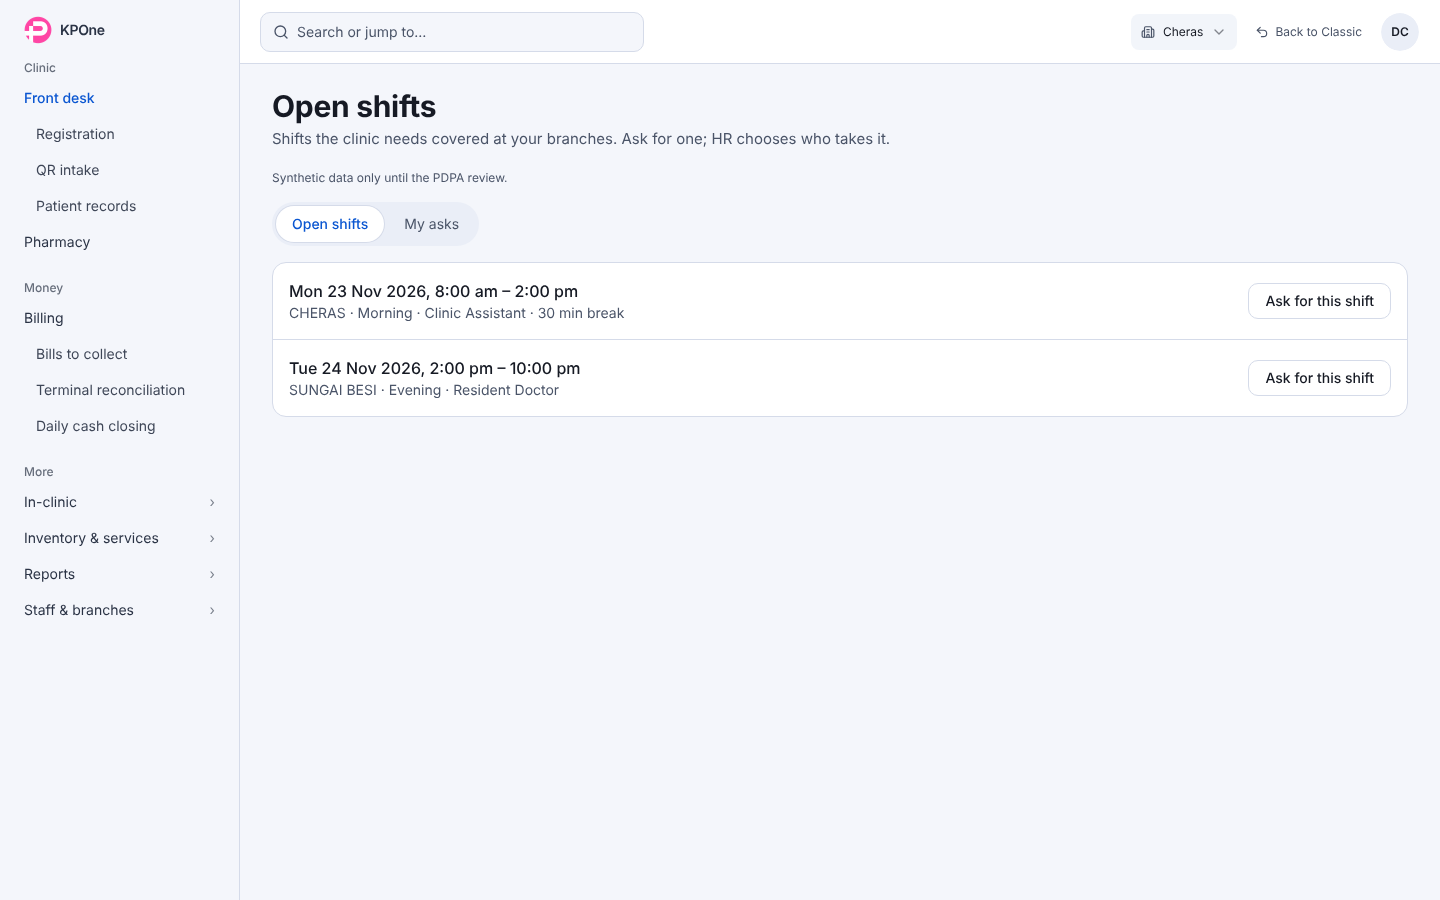 KPOne
Clinic
Front desk
Registration
QR intake
Patient records
Pharmacy
Money
Billing
Bills to collect
Terminal reconciliation
Daily cash closing
More
In-clinic
Inventory & services
Reports
Staff & branches
Search or jump to...
Cheras
Back to Classic
DC
Open shifts
Shifts the clinic needs covered at your branches. Ask for one; HR chooses who takes it.
Synthetic data only until the PDPA review.
Open shifts
My asks
Mon 23 Nov 2026, 8:00 am – 2:00 pm
CHERAS · Morning · Clinic Assistant · 30 min break
Ask for this shift
Tue 24 Nov 2026, 2:00 pm – 10:00 pm
SUNGAI BESI · Evening · Resident Doctor
Ask for this shift